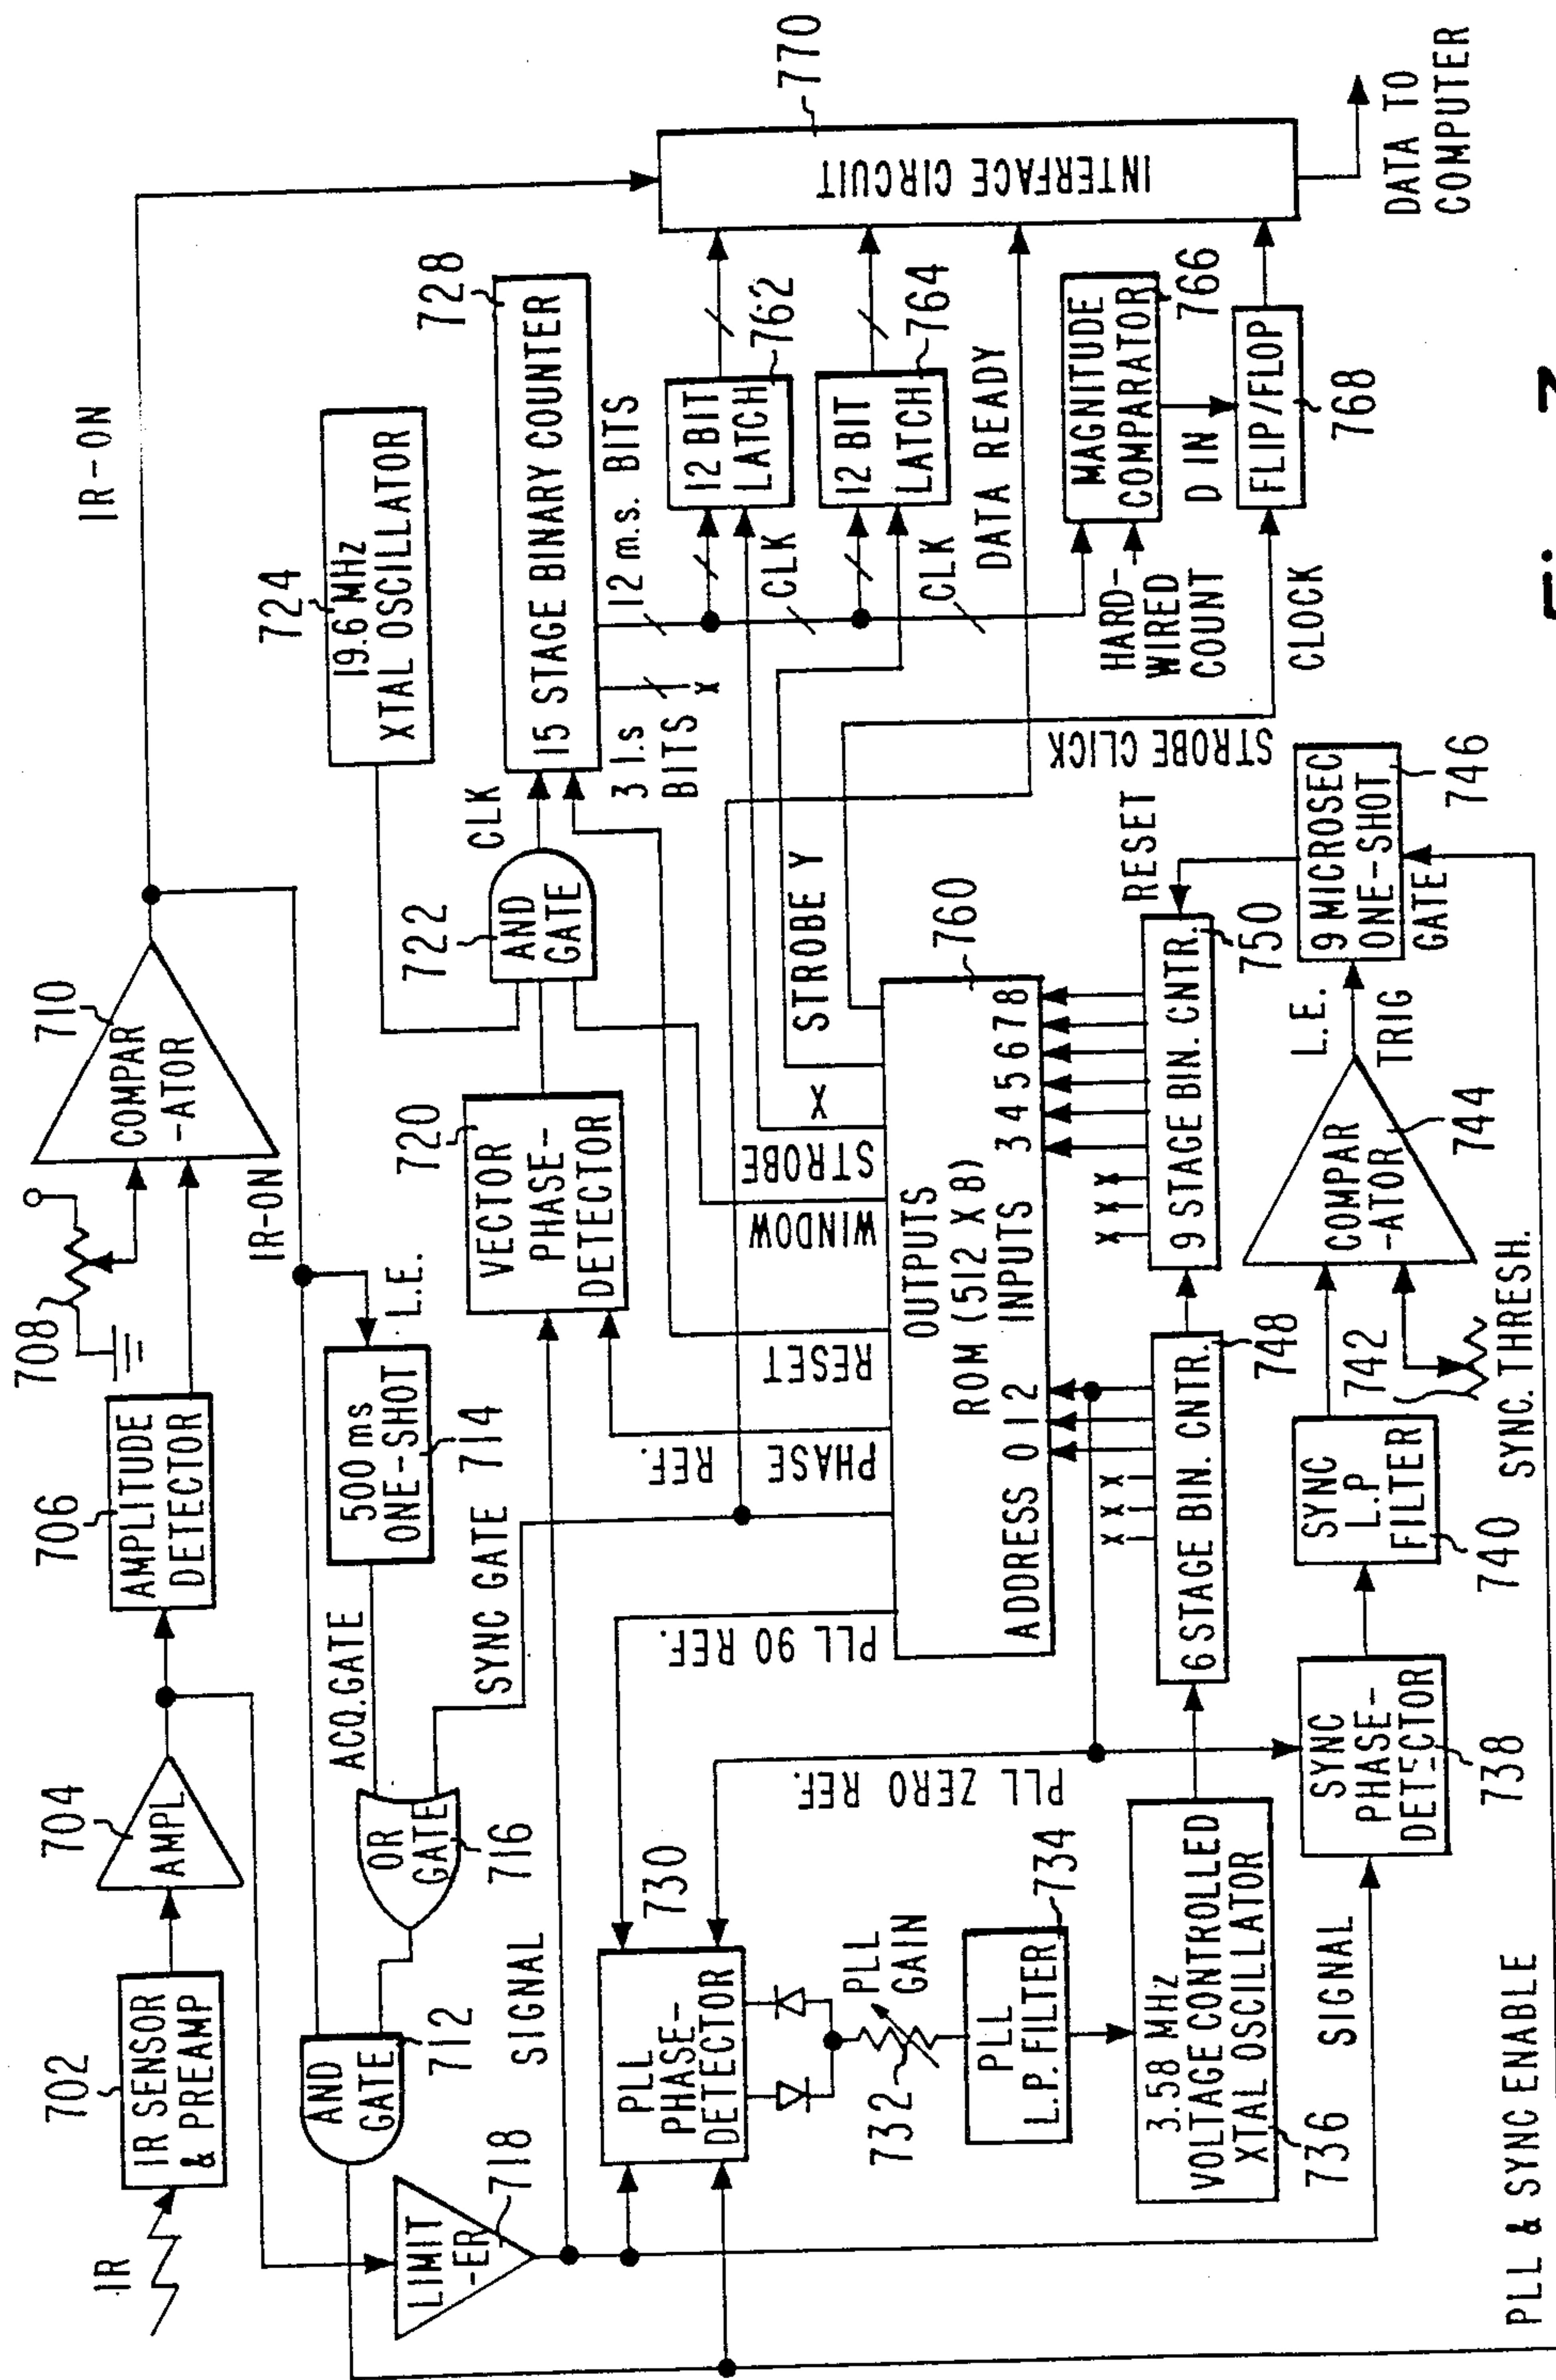 IR
702
IR SENSOR
& PREAMP
704
AMPL.
706
AMPLITUDE
DETECTOR
708
710
COMPAR
-ATOR
IR-ON
IR-ON
AND
GATE
712
ACQ.GATE
OR
GATE
716
500 ms
ONE-SHOT
714
L.E.
SYNC GATE
LIMIT
-ER
718
SIGNAL
720
VECTOR
PHASE-
DETECTOR
722
AND
GATE
CLK
724
19.6 MHz
XTAL OSCILLATOR
728
15 STAGE BINARY COUNTER
3 l.s
BITS
X
12 m.s. BITS
12 BIT
LATCH
762
CLK
12 BIT
LATCH
764
CLK
DATA READY
INTERFACE CIRCUIT
770
DATA TO
COMPUTER
MAGNITUDE
COMPARATOR
766
HARD-
WIRED
COUNT
D IN
FLIP/FLOP
768
CLOCK
STROBE CLICK
STROBE Y
STROBE X
WINDOW
RESET
PHASE REF.
PLL 90 REF.
PLL ZERO REF.
760
OUTPUTS
ROM (512 X 8)
INPUTS
ADDRESS 0 1 2 3 4 5 6 7 8
PLL
PHASE-
DETECTOR
730
PLL
GAIN
732
PLL
L.P. FILTER
734
3.58 MHz
VOLTAGE CONTROLLED
XTAL OSCILLATOR
736
X X X
6 STAGE BIN. CNTR.
748
X X X
9 STAGE BIN. CNTR.
750
RESET
SIGNAL
SYNC
PHASE-
DETECTOR
738
SYNC
L.P
FILTER
740
742
SYNC. THRESH.
COMPAR
-ATOR
744
L.E.
TRIG
9 MICROSEC
ONE-SHOT
746
GATE
PLL & SYNC ENABLE